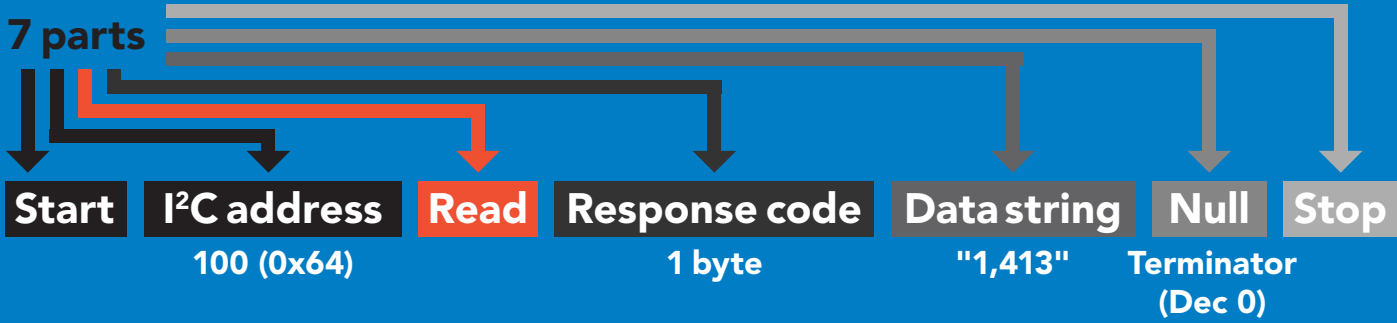 7 parts
Start I²C address Read Response code Data string Null Stop
100 (0x64) 1 byte "1,413" Terminator
(Dec 0)